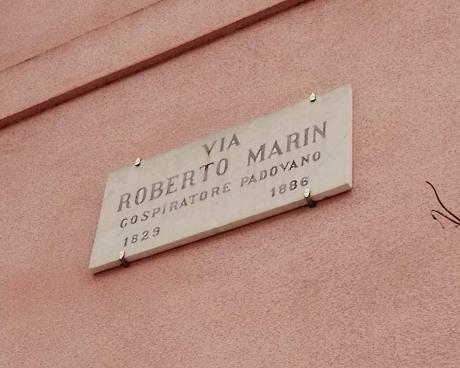 VIA
ROBERTO MARIN
COSPIRATORE PADOVANO
1829 1886